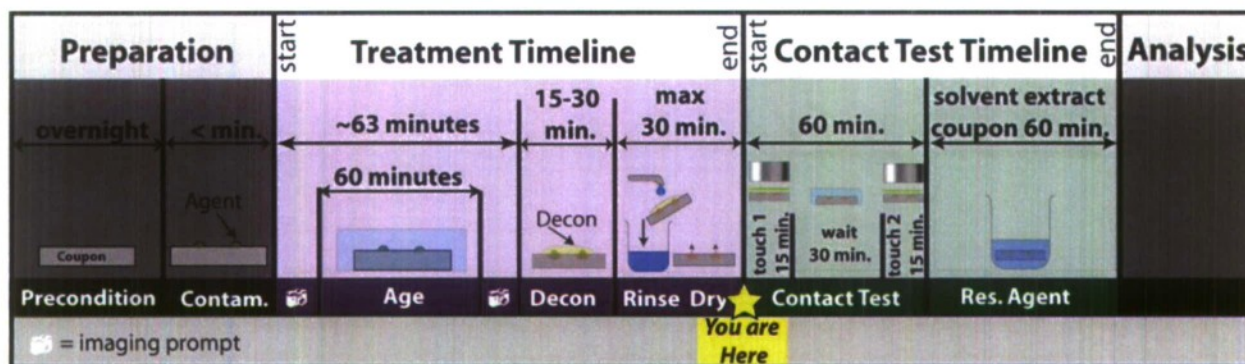 Preparation
start
Treatment Timeline
end
start
Contact Test Timeline
end
Analysis
overnight
< min.
~63 minutes
15-30
min.
max
30 min.
60 min.
solvent extract
coupon 60 min.
60 minutes
Agent
Decon
Coupon
touch 1
15 min.
wait
30 min.
touch 2
15 min.
Precondition
Contam.
Age
Decon
Rinse Dry
Contact Test
Res. Agent
= imaging prompt
You are
Here